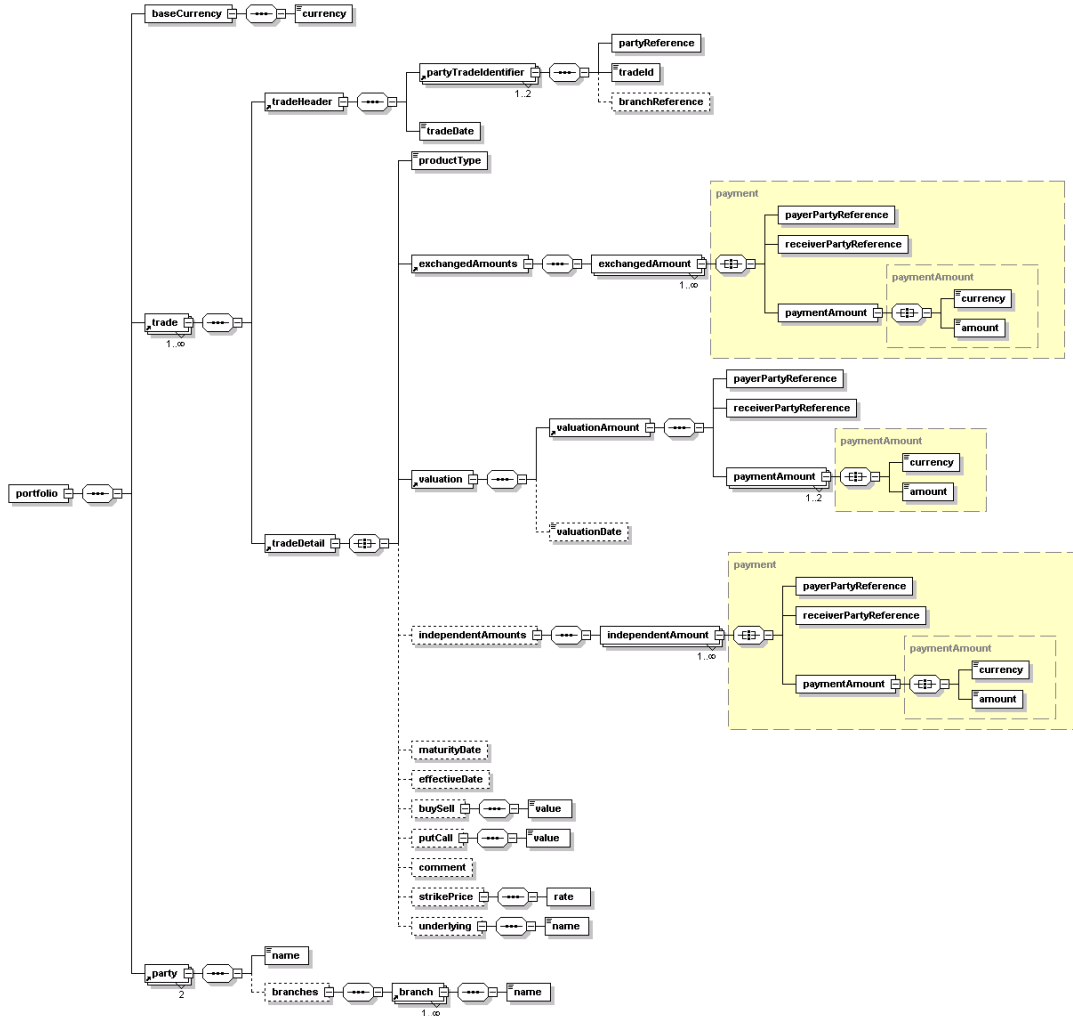 baseCurrency
currency
partyReference
partyTradeIdentifier
tradeId
1..2
branchReference
tradeHeader
tradeDate
productType
payment
payerPartyReference
receiverPartyReference
exchangedAmounts
exchangedAmount
1..∞
paymentAmount
currency
paymentAmount
amount
trade
1..∞
payerPartyReference
receiverPartyReference
valuationAmount
paymentAmount
currency
valuation
paymentAmount
1..2
amount
portfolio
valuationDate
tradeDetail
payment
payerPartyReference
receiverPartyReference
independentAmounts
independentAmount
1..∞
paymentAmount
currency
paymentAmount
amount
maturityDate
effectiveDate
buySell
value
putCall
value
comment
strikePrice
rate
underlying
name
name
party
2
branches
branch
name
1..∞